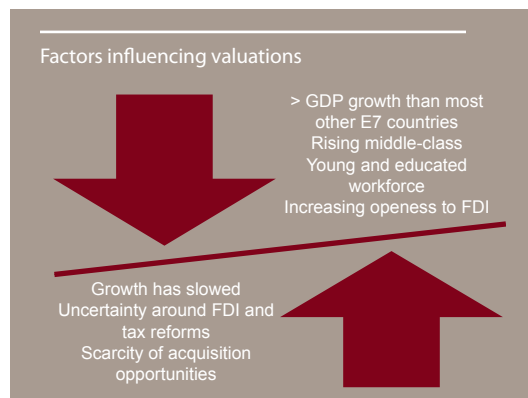 Factors influencing valuations
> GDP growth than most
other E7 countries
Rising middle-class
Young and educated
workforce
Increasing openess to FDI
Growth has slowed
Uncertainty around FDI and
tax reforms
Scarcity of acquisition
opportunities